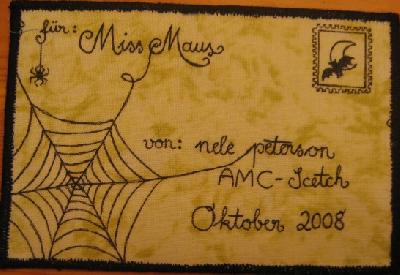 für: Miss Maus
von: nele peterson
AMC-Scetch
Oktober 2008